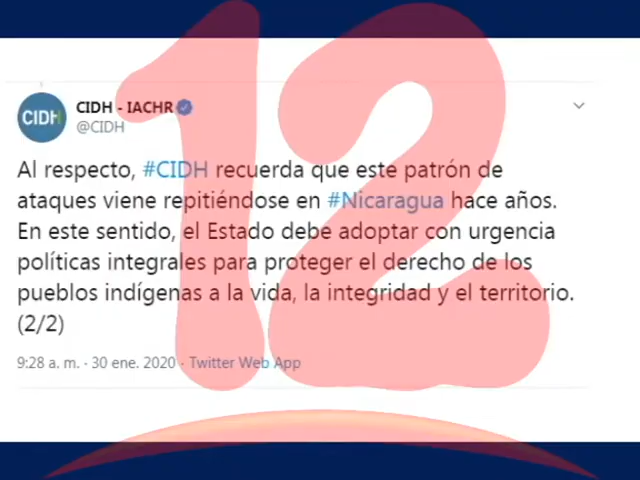 12
CIDH
CIDH - IACHR
@CIDH
Al respecto, #CIDH recuerda que este patrón de
ataques viene repitiéndose en #Nicaragua hace años.
En este sentido, el Estado debe adoptar con urgencia
políticas integrales para proteger el derecho de los
pueblos indígenas a la vida, la integridad y el territorio.
(2/2)
9:28 a. m. · 30 ene. 2020 · Twitter Web App